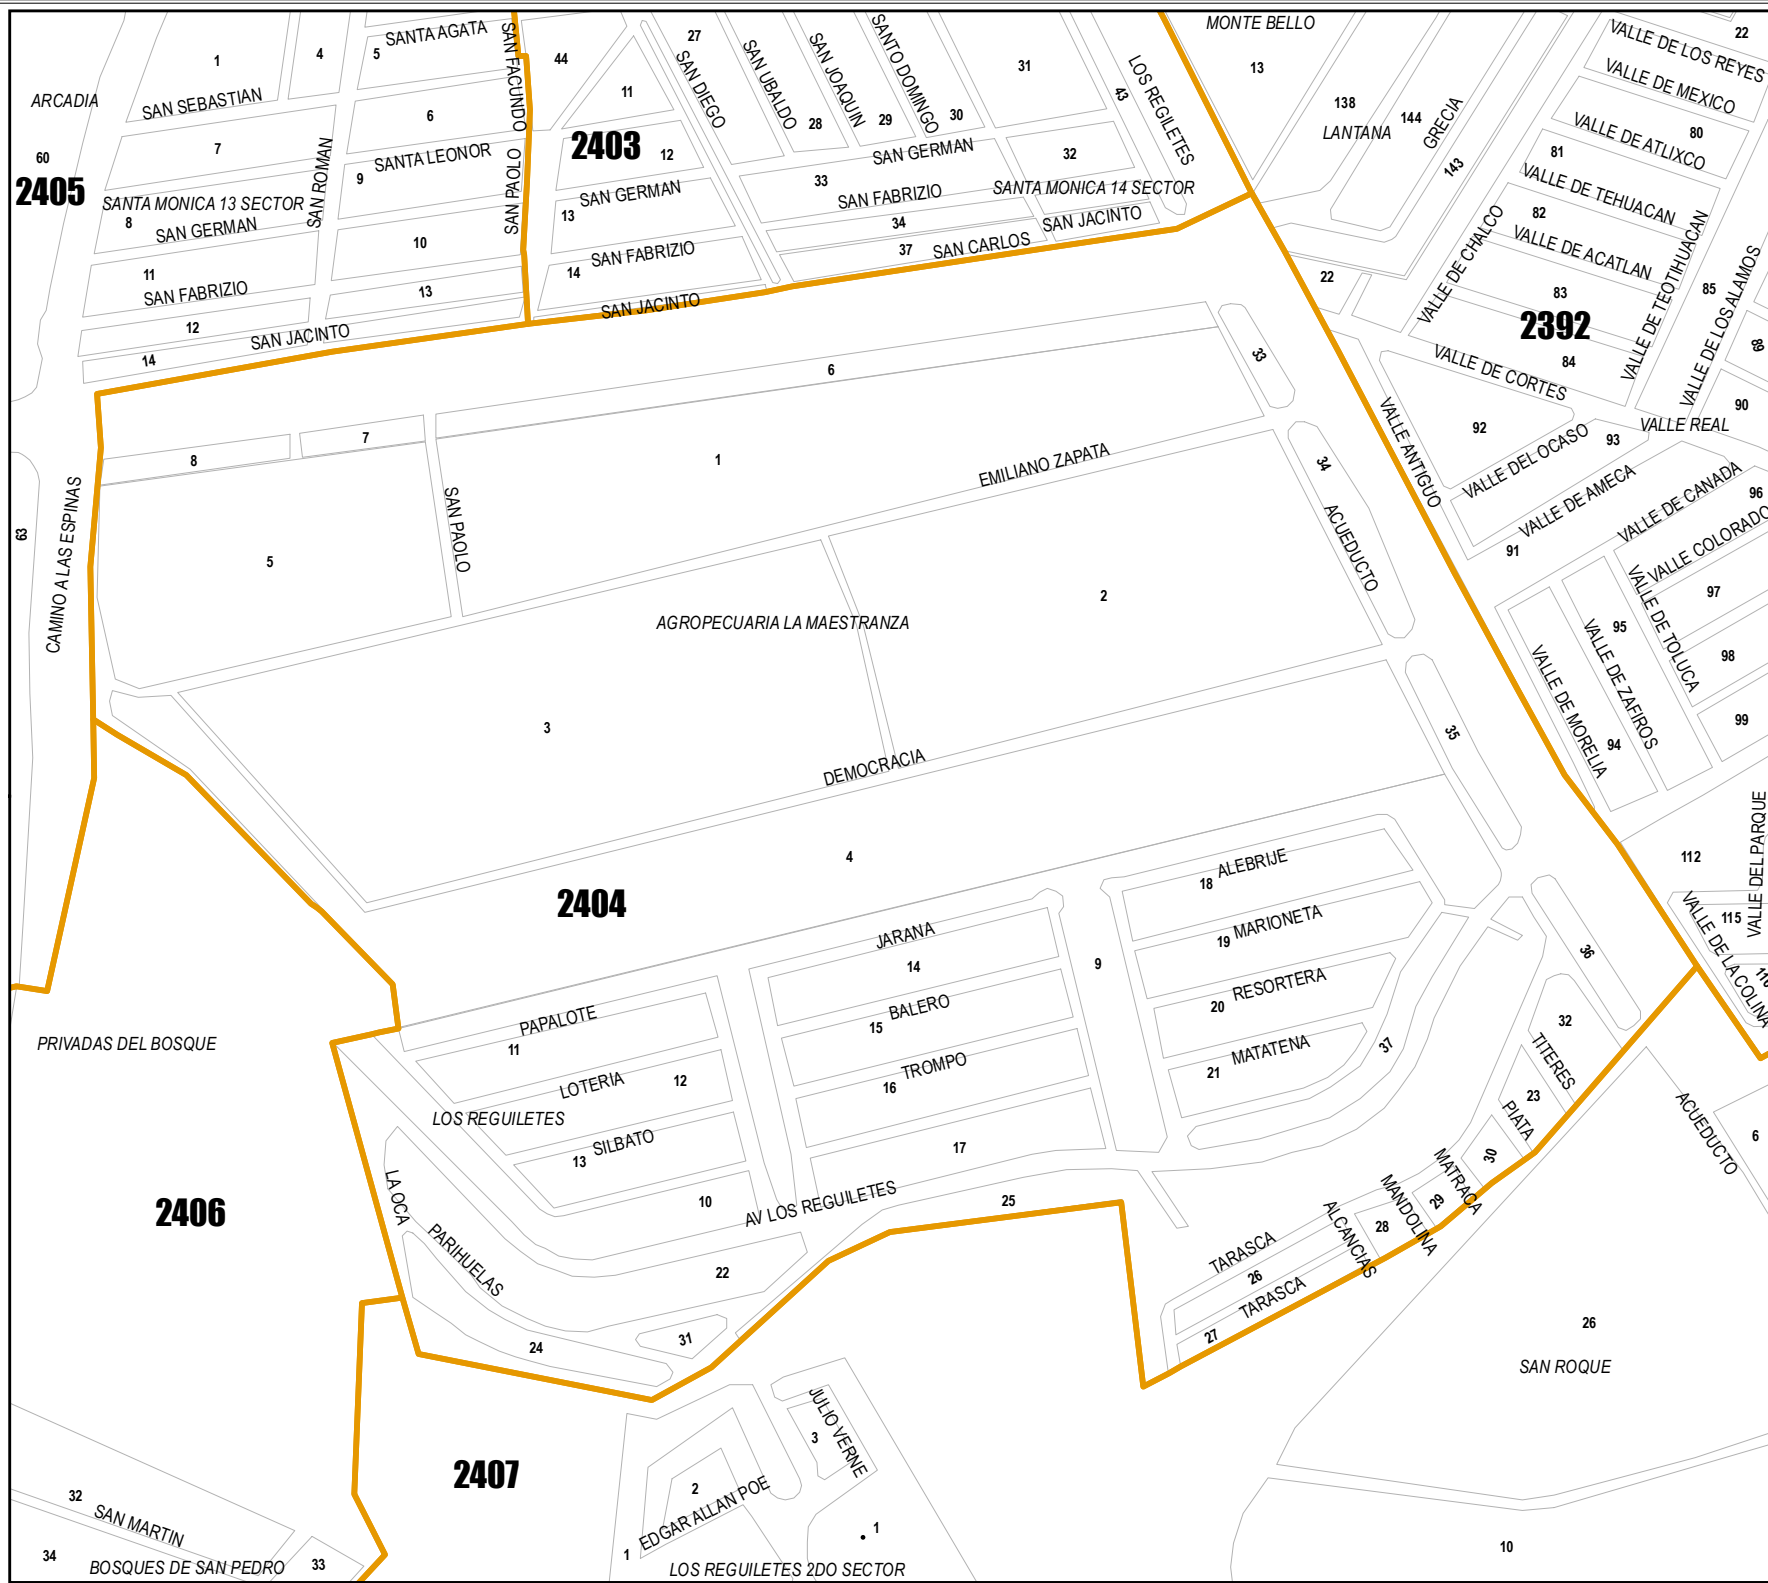 MONTE BELLO
22
SANTA AGATA
SAN FACUNDO
44
27
SAN DIEGO
SAN UBALDO
SAN JOAQUIN
SANTO DOMINGO
31
43
LOS REGILETES
13
VALLE DE LOS REYES
1
4
5
ARCADIA
SAN SEBASTIAN
6
11
28
29
30
138
144
LANTANA
GRECIA
143
VALLE DE MEXICO
80
VALLE DE ATLIXCO
60
2405
7
SAN ROMAN
9
SANTA LEONOR
SAN PAOLO
2403
12
SAN GERMAN
32
81
VALLE DE TEHUACAN
SANTA MONICA 13 SECTOR
8
SAN GERMAN
10
13
SAN GERMAN
33
SAN FABRIZIO
SANTA MONICA 14 SECTOR
34
37
SAN CARLOS
SAN JACINTO
VALLE DE CHALCO
82
VALLE DE ACATLAN
VALLE DE TEOTIHUACAN
85
VALLE DE LOS ALAMOS
11
SAN FABRIZIO
13
14
SAN FABRIZIO
22
83
2392
12
14
SAN JACINTO
SAN JACINTO
6
33
VALLE DE CORTES
84
89
90
8
7
1
EMILIANO ZAPATA
34
VALLE ANTIGUO
92
VALLE DEL OCASO
93
VALLE REAL
63
CAMINO A LAS ESPINAS
5
SAN PAOLO
ACUEDUCTO
VALLE DE AMECA
91
VALLE DE CANADA
96
VALLE COLORADO
AGROPECUARIA LA MAESTRANZA
2
VALLE DE TOLUCA
97
95
98
VALLE DE ZAFIROS
VALLE DE MORELIA
94
99
3
DEMOCRACIA
35
4
2404
112
VALLE DEL PARQUE
115
VALLE DE LA COLINA
ALEBRIJE
18
MARIONETA
19
RESORTERA
20
MATATENA
21
JARANA
14
9
BALERO
15
TROMPO
16
17
36
37
32
TITERES
23
PIATA
PAPALOTE
11
LOTERIA
12
LOS REGUILETES
SILBATO
13
10
AV LOS REGUILETES
25
PRIVADAS DEL BOSQUE
2406
LA OCA
PARIHUELAS
22
24
31
30
MATRACA
29
MANDOLINA
28
ALCANCIAS
TARASCA
26
TARASCA
27
ACUEDUCTO
6
26
SAN ROQUE
2407
JULIO VERNE
3
2
EDGAR ALLAN POE
1
1
LOS REGUILETES 2DO SECTOR
10
32
SAN MARTIN
34
33
BOSQUES DE SAN PEDRO